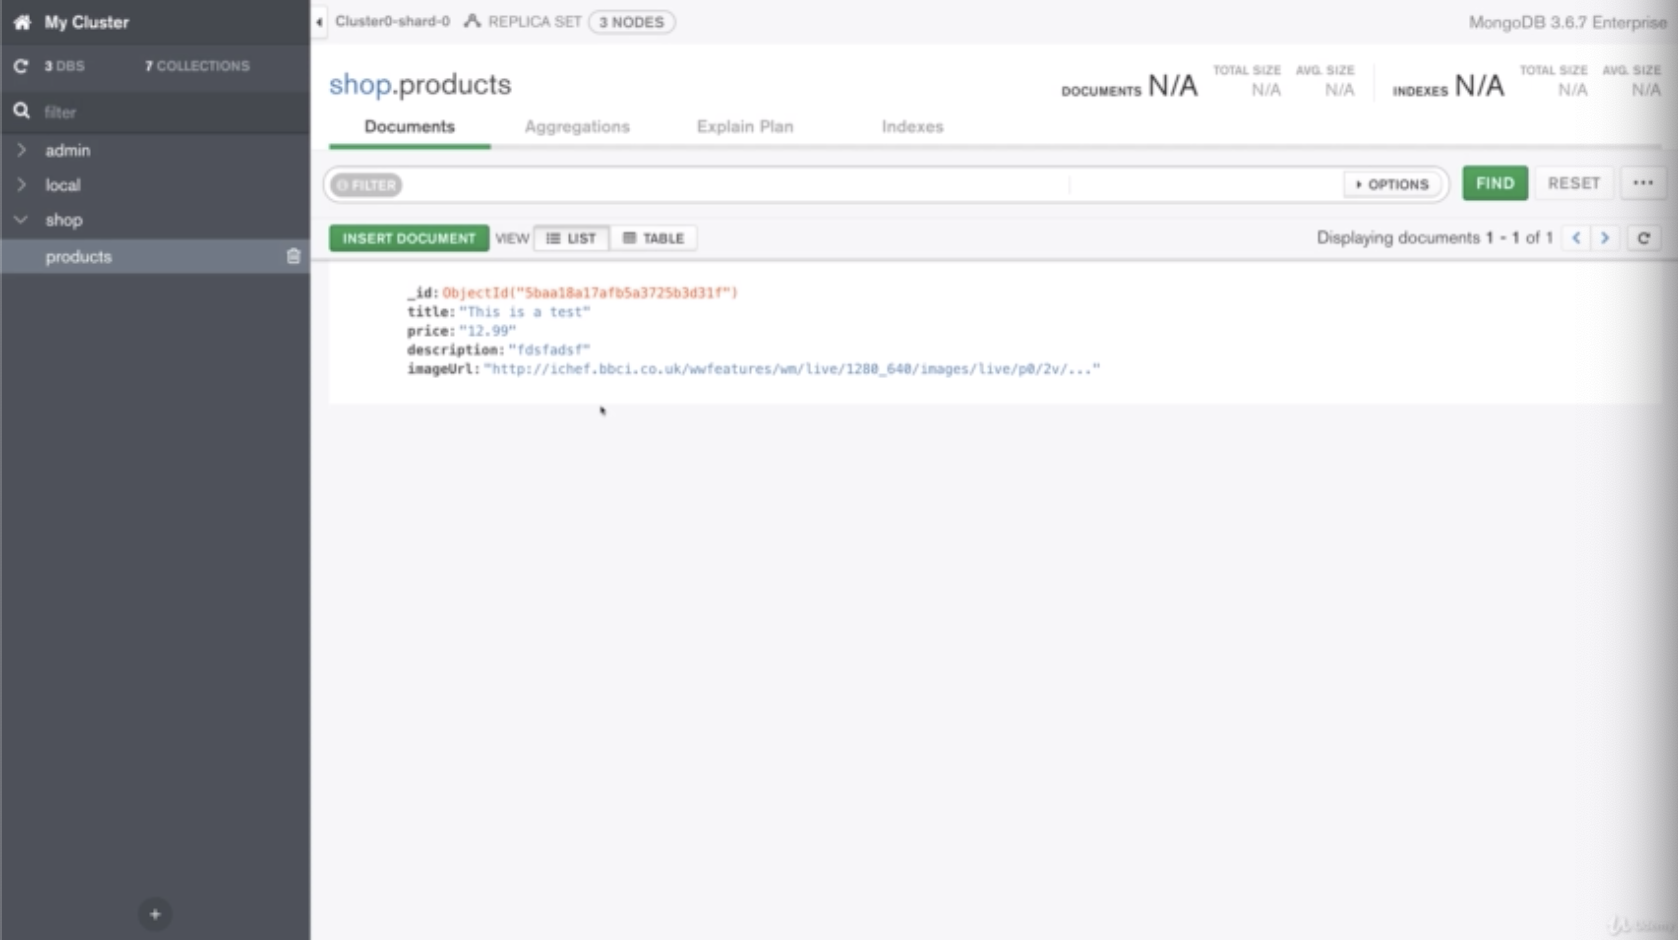 My Cluster
Cluster0-shard-0 REPLICA SET 3 NODES
MongoDB 3.6.7 Enterprise
3 DBS 7 COLLECTIONS
filter
admin
local
shop
products
shop.products
DOCUMENTS N/A
TOTAL SIZE AVG. SIZE
N/A N/A
INDEXES N/A
TOTAL SIZE AVG. SIZE
N/A N/A
Documents Aggregations Explain Plan Indexes
FILTER
OPTIONS
FIND RESET
INSERT DOCUMENT VIEW LIST TABLE
Displaying documents 1 - 1 of 1
_id: ObjectId("5baa18a17afb5a3725b3d31f")
title: "This is a test"
price: "12.99"
description: "fdsfadsf"
imageUrl: "http://ichef.bbci.co.uk/wwfeatures/wm/live/1280_640/images/live/p0/2v/..."
Udemy